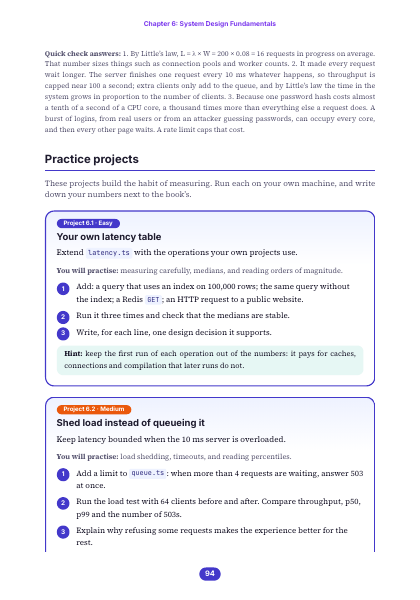 Chapter 6: System Design Fundamentals
Quick check answers: 1. By Little's law, L = λ × W = 200 × 0.08 = 16 requests in progress on average.
That number sizes things such as connection pools and worker counts. 2. It made every request
wait longer. The server finishes one request every 10 ms whatever happens, so throughput is
capped near 100 a second; extra clients only add to the queue, and by Little's law the time in the
system grows in proportion to the number of clients. 3. Because one password hash costs almost
a tenth of a second of a CPU core, a thousand times more than everything else a request does. A
burst of logins, from real users or from an attacker guessing passwords, can occupy every core,
and then every other page waits. A rate limit caps that cost.
Practice projects
These projects build the habit of measuring. Run each on your own machine, and write
down your numbers next to the book's.
Project 6.1 · Easy
Your own latency table
Extend latency.ts with the operations your own projects use.
You will practise: measuring carefully, medians, and reading orders of magnitude.
1 Add: a query that uses an index on 100,000 rows; the same query without
the index; a Redis GET; an HTTP request to a public website.
2 Run it three times and check that the medians are stable.
3 Write, for each line, one design decision it supports.
Hint: keep the first run of each operation out of the numbers: it pays for caches,
connections and compilation that later runs do not.
Project 6.2 · Medium
Shed load instead of queueing it
Keep latency bounded when the 10 ms server is overloaded.
You will practise: load shedding, timeouts, and reading percentiles.
1 Add a limit to queue.ts: when more than 4 requests are waiting, answer 503
at once.
2 Run the load test with 64 clients before and after. Compare throughput, p50,
p99 and the number of 503s.
3 Explain why refusing some requests makes the experience better for the
rest.
94